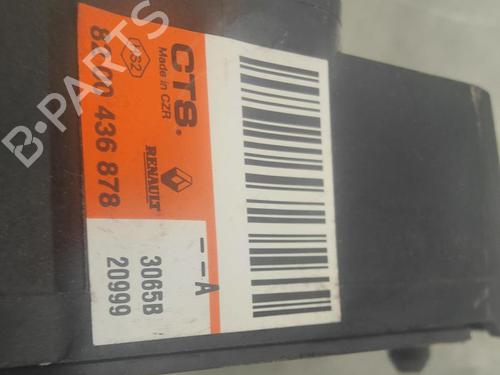 CTS.
Made in CZR
8200 436 878
RENAULT
--A
3065B
20999
B-PARTS